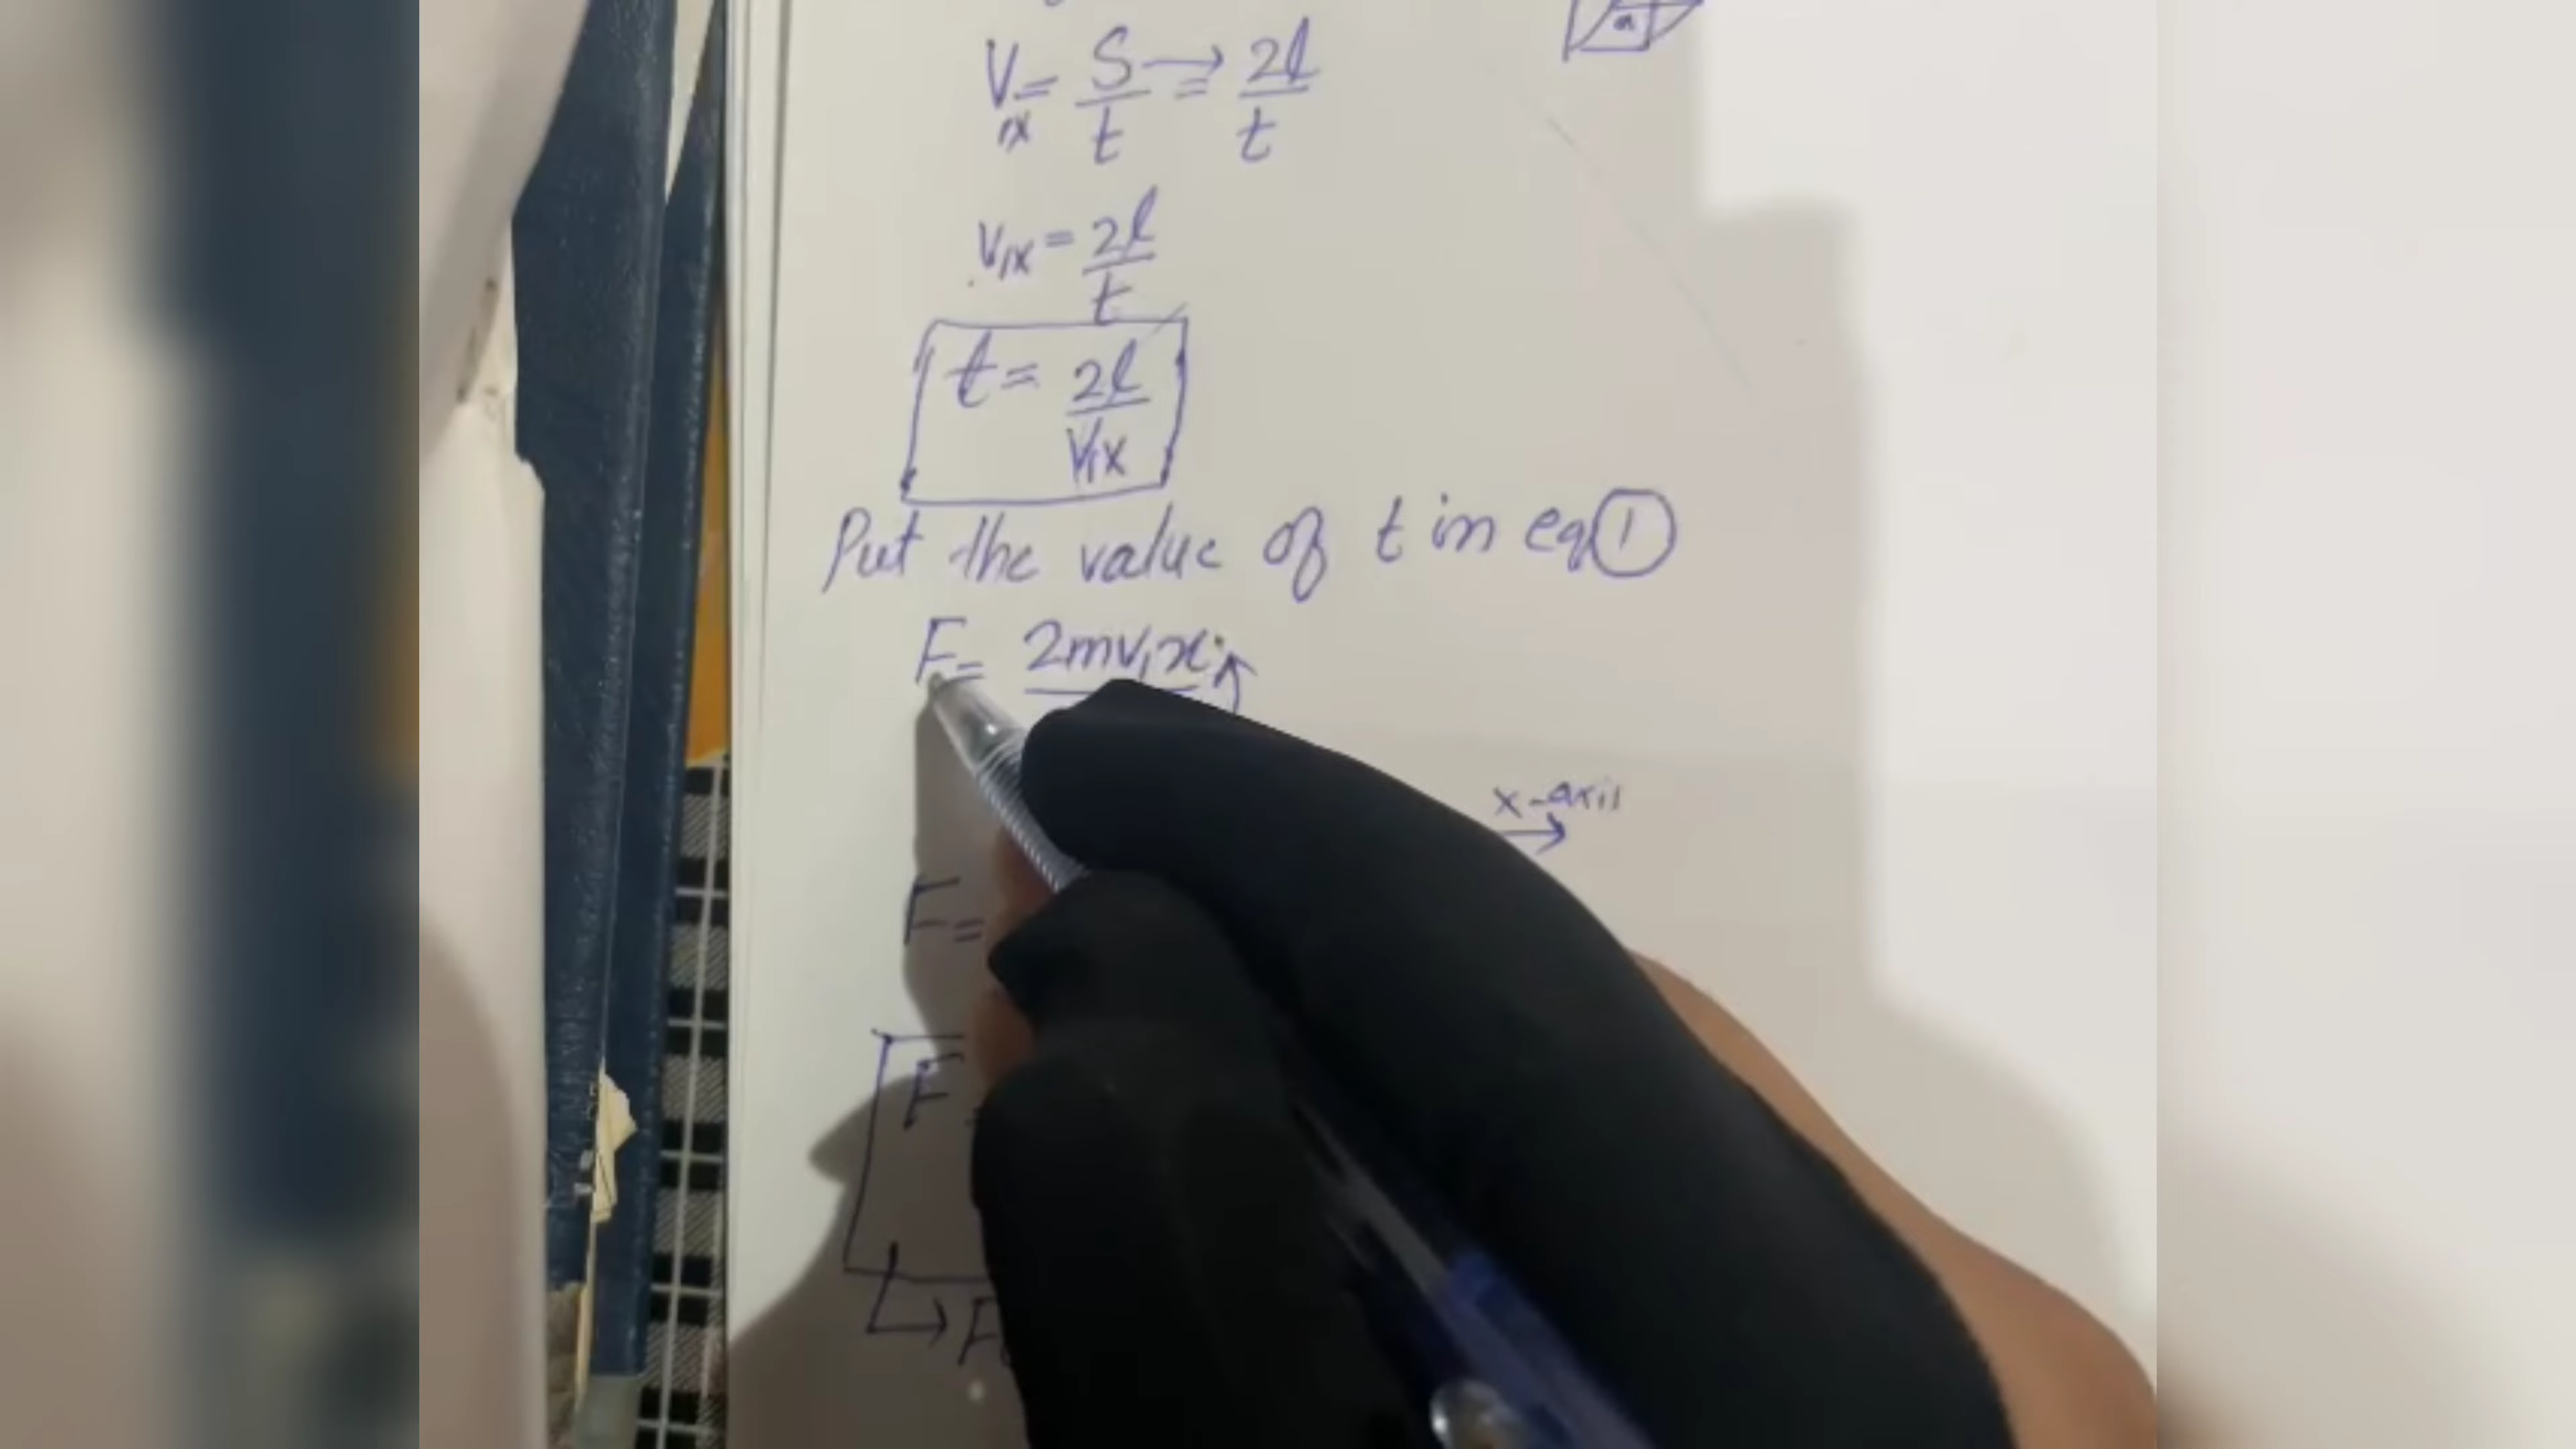 V1x = S/t → = 2l/t
V1x = 2l/t
t = 2l/V1x
Put the value of t in eq ①
F = 2mv1x
x-axis
F =
F